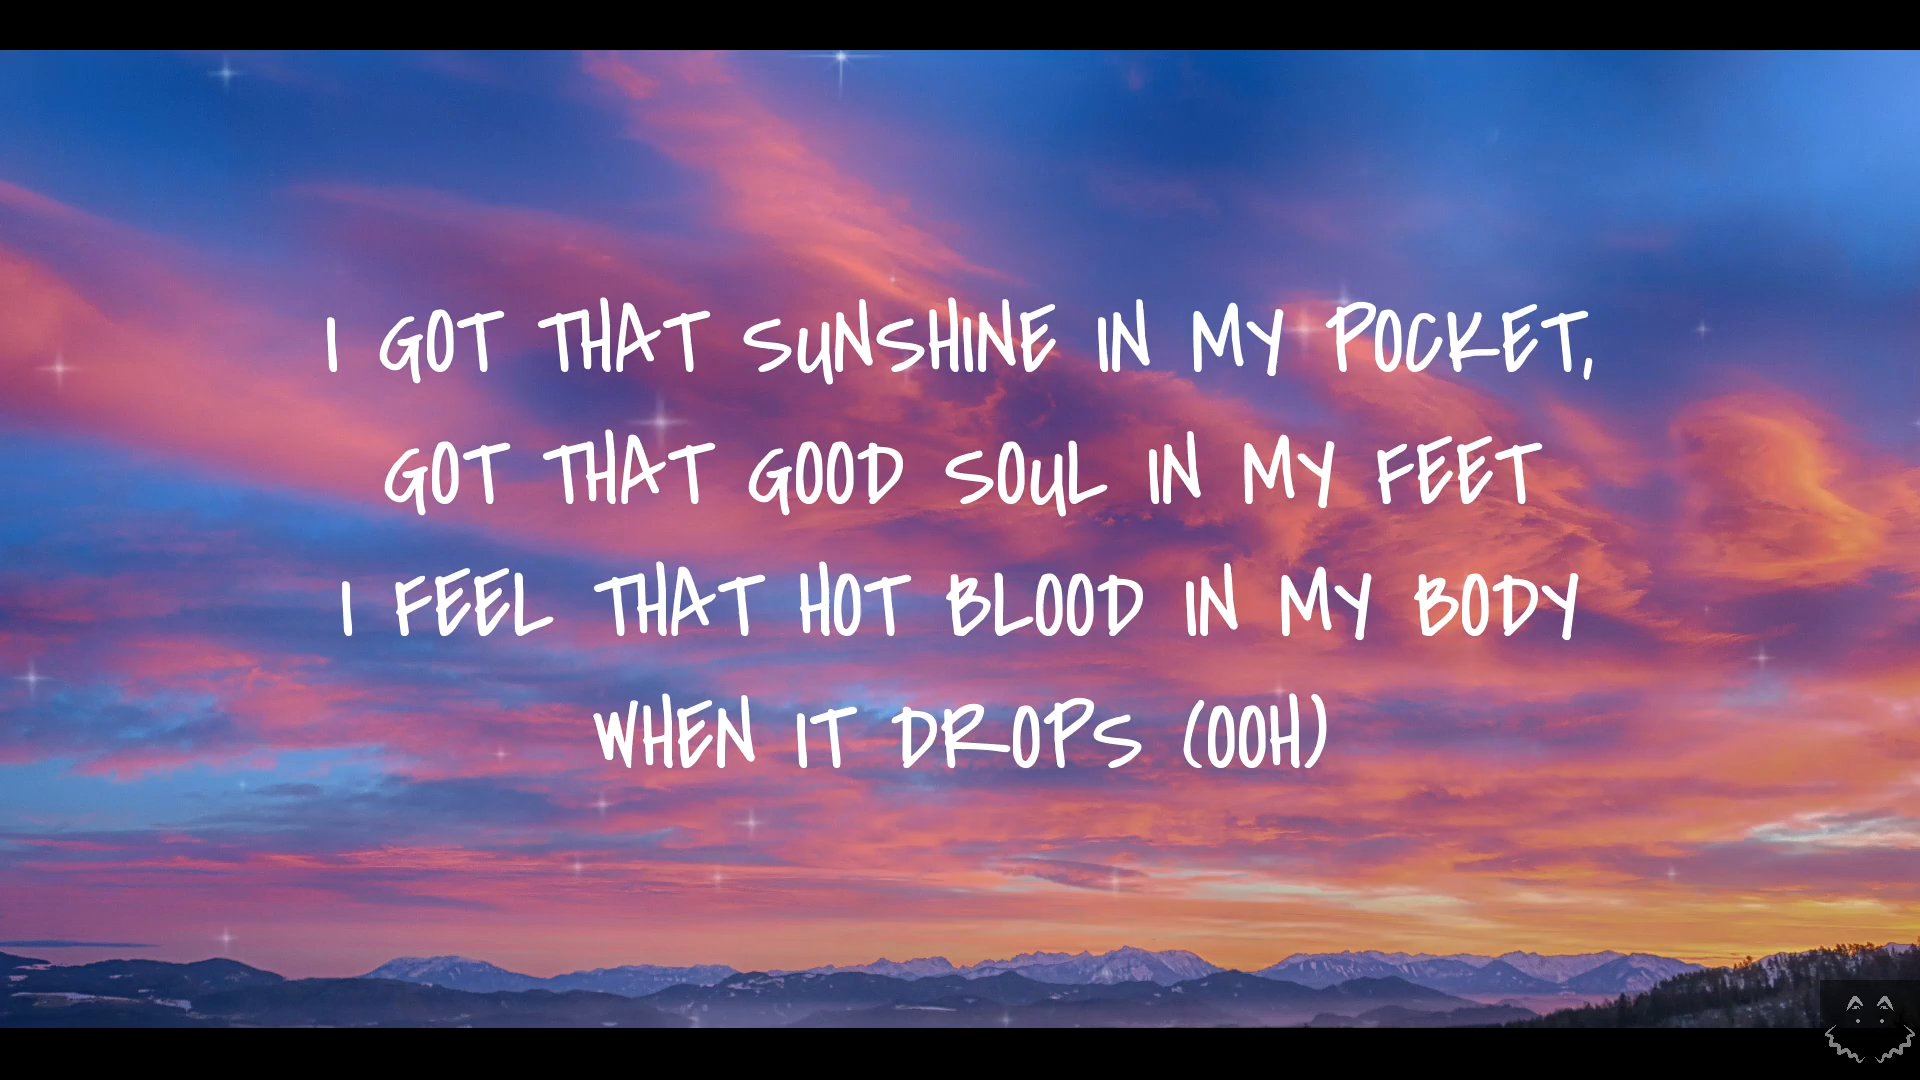 I GOT THAT SUNSHINE IN MY POCKET,
GOT THAT GOOD SOUL IN MY FEET
I FEEL THAT HOT BLOOD IN MY BODY
WHEN IT DROPS (OOH)